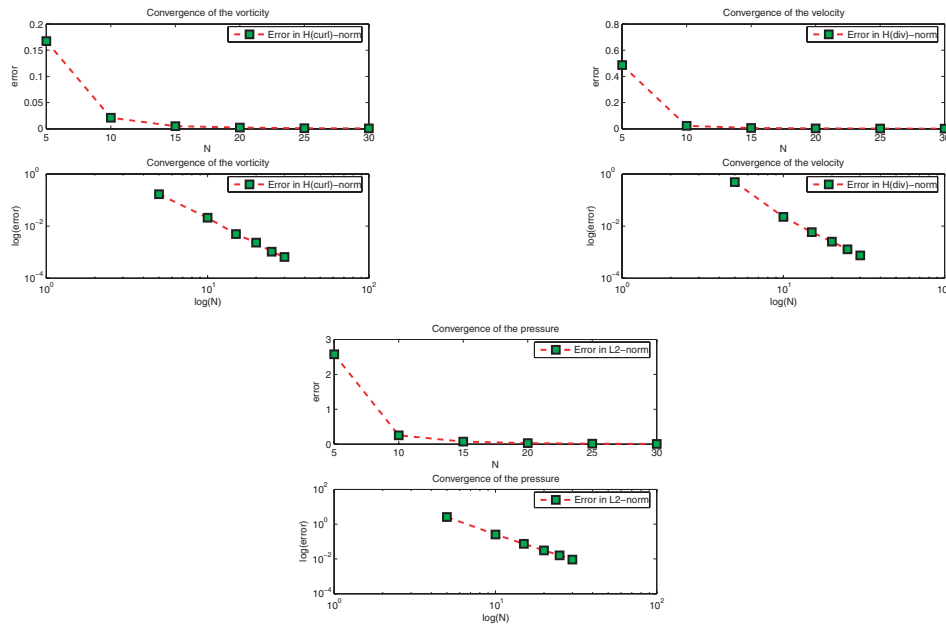 Convergence of the vorticity
0.2
0.15
0.1
0.05
0
error
5 10 15 20 25 30
N
Error in H(curl)−norm
Convergence of the vorticity
10^0
10^−2
10^−4
log(error)
10^0 10^1 10^2
log(N)
Error in H(curl)−norm
Convergence of the velocity
0.8
0.6
0.4
0.2
0
error
5 10 15 20 25 30
N
Error in H(div)−norm
Convergence of the velocity
10^0
10^−2
10^−4
log(error)
10^0 10^1 10^2
log(N)
Error in H(div)−norm
Convergence of the pressure
3
2
1
0
error
5 10 15 20 25 30
N
Error in L2−norm
Convergence of the pressure
10^2
10^0
10^−2
10^−4
log(error)
10^0 10^1 10^2
log(N)
Error in L2−norm